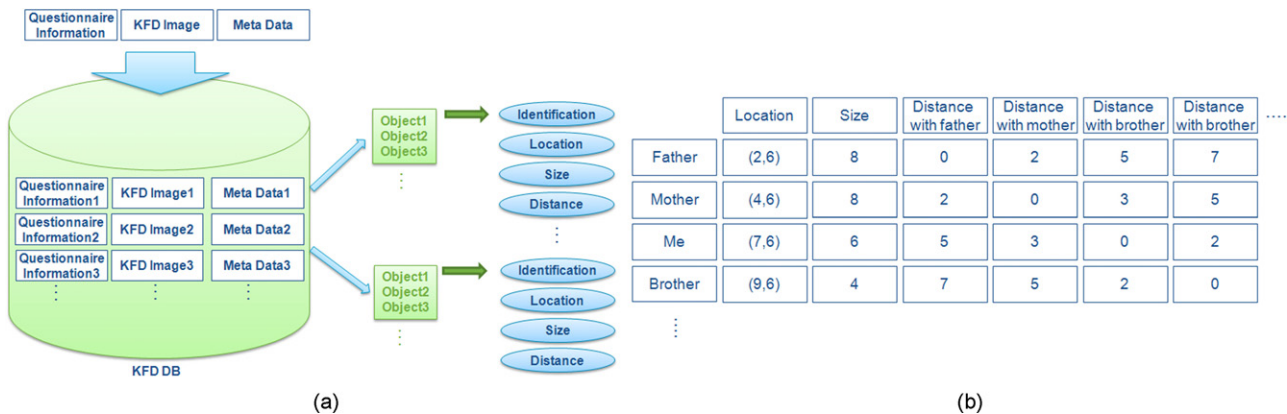 Questionnaire
Information
KFD Image
Meta Data
Questionnaire
Information1
KFD Image1
Meta Data1
Questionnaire
Information2
KFD Image2
Meta Data2
Questionnaire
Information3
KFD Image3
Meta Data3
KFD DB
Object1
Object2
Object3
Identification
Location
Size
Distance
Object1
Object2
Object3
Identification
Location
Size
Distance
(a)
Location
Size
Distance
with father
Distance
with mother
Distance
with brother
Distance
with brother
Father
(2,6)
8
0
2
5
7
Mother
(4,6)
8
2
0
3
5
Me
(7,6)
6
5
3
0
2
Brother
(9,6)
4
7
5
2
0
(b)